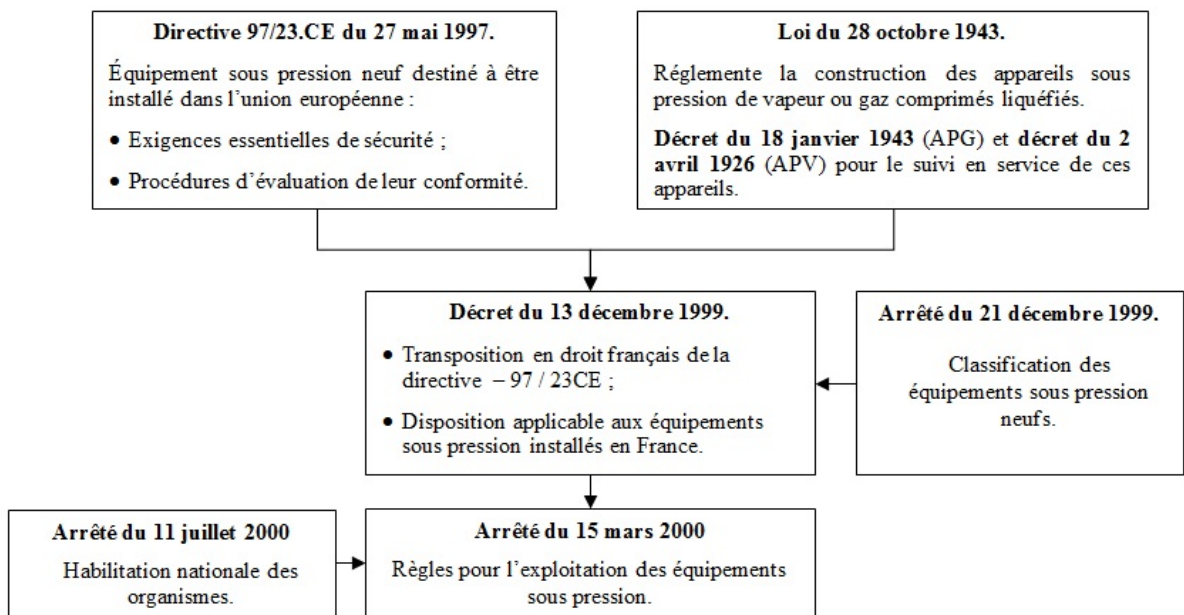 Directive 97/23.CE du 27 mai 1997.
Équipement sous pression neuf destiné à être
installé dans l'union européenne :
• Exigences essentielles de sécurité ;
• Procédures d'évaluation de leur conformité.
Loi du 28 octobre 1943.
Réglemente la construction des appareils sous
pression de vapeur ou gaz comprimés liquéfiés.
Décret du 18 janvier 1943 (APG) et décret du 2
avril 1926 (APV) pour le suivi en service de ces
appareils.
Décret du 13 décembre 1999.
• Transposition en droit français de la
directive – 97 / 23CE ;
• Disposition applicable aux équipements
sous pression installés en France.
Arrêté du 21 décembre 1999.
Classification des
équipements sous pression
neufs.
Arrêté du 11 juillet 2000
Habilitation nationale des
organismes.
Arrêté du 15 mars 2000
Règles pour l'exploitation des équipements
sous pression.